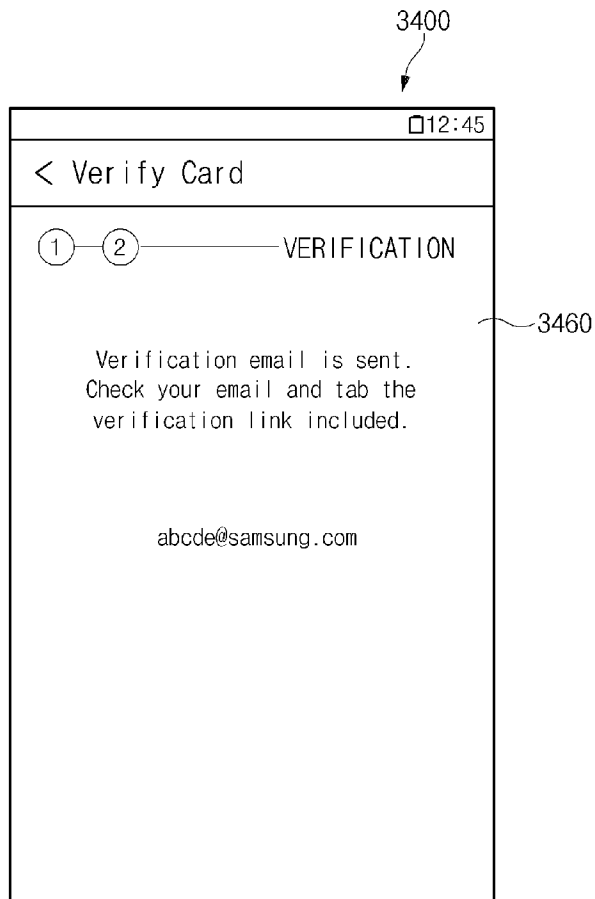 3400
12:45
< Verify Card
1 2 VERIFICATION
3460
Verification email is sent.
Check your email and tab the
verification link included.
abcde@samsung.com